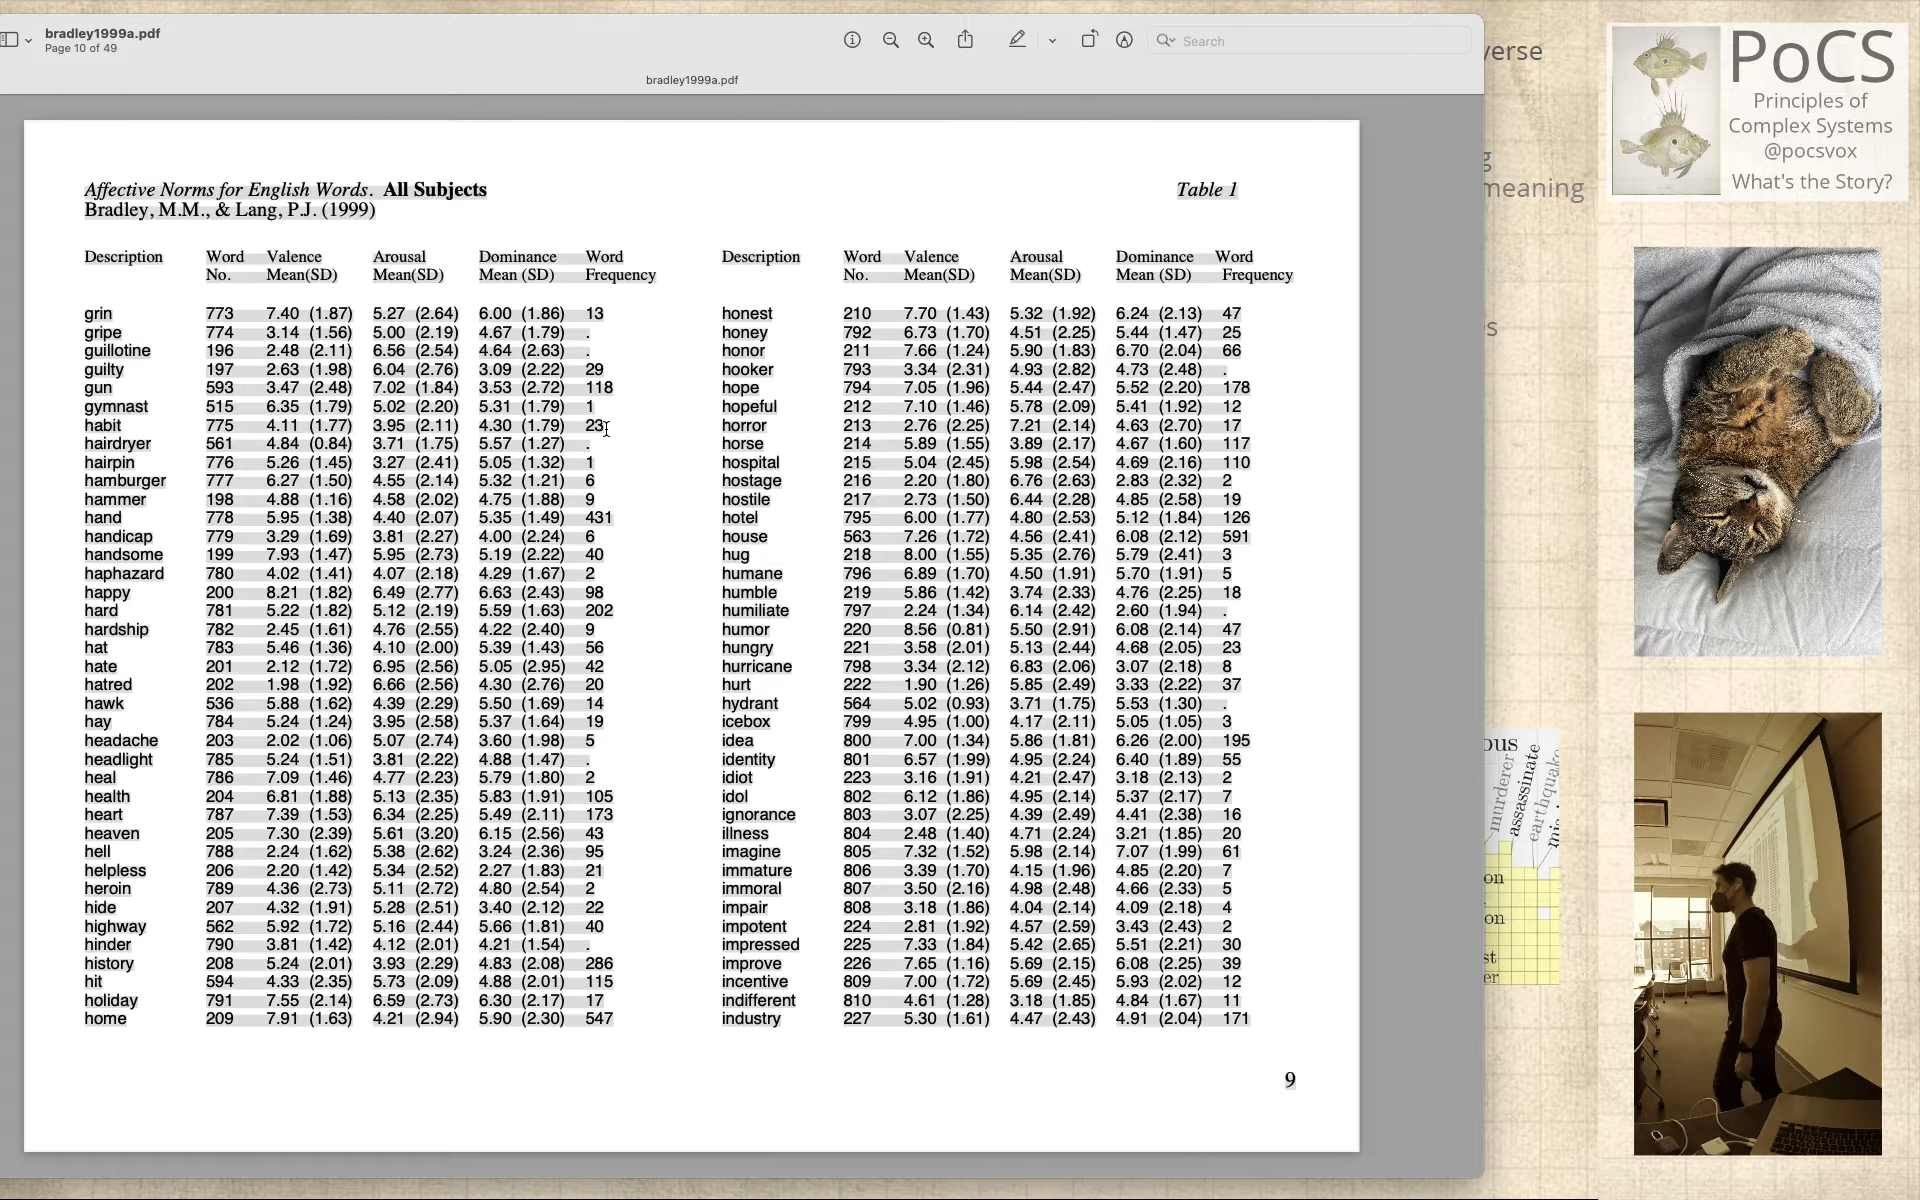 bradley1999a.pdf
Page 10 of 49
Search
bradley1999a.pdf
Affective Norms for English Words. All Subjects
Table 1
Bradley, M.M., & Lang, P.J. (1999)
Description Word Valence Arousal Dominance Word Description Word Valence Arousal Dominance Word
No. Mean(SD) Mean(SD) Mean (SD) Frequency No. Mean(SD) Mean(SD) Mean (SD) Frequency
grin 773 7.40 (1.87) 5.27 (2.64) 6.00 (1.86) 13 honest 210 7.70 (1.43) 5.32 (1.92) 6.24 (2.13) 47
gripe 774 3.14 (1.56) 5.00 (2.19) 4.67 (1.79) . honey 792 6.73 (1.70) 4.51 (2.25) 5.44 (1.47) 25
guillotine 196 2.48 (2.11) 6.56 (2.54) 4.64 (2.63) . honor 211 7.66 (1.24) 5.90 (1.83) 6.70 (2.04) 66
guilty 197 2.63 (1.98) 6.04 (2.76) 3.09 (2.22) 29 hooker 793 3.34 (2.31) 4.93 (2.82) 4.73 (2.48) .
gun 593 3.47 (2.48) 7.02 (1.84) 3.53 (2.72) 118 hope 794 7.05 (1.96) 5.44 (2.47) 5.52 (2.20) 178
gymnast 515 6.35 (1.79) 5.02 (2.20) 5.31 (1.79) 1 hopeful 212 7.10 (1.46) 5.78 (2.09) 5.41 (1.92) 12
habit 775 4.11 (1.77) 3.95 (2.11) 4.30 (1.79) 23 horror 213 2.76 (2.25) 7.21 (2.14) 4.63 (2.70) 17
hairdryer 561 4.84 (0.84) 3.71 (1.75) 5.57 (1.27) . horse 214 5.89 (1.55) 3.89 (2.17) 4.67 (1.60) 117
hairpin 776 5.26 (1.45) 3.27 (2.41) 5.05 (1.32) 1 hospital 215 5.04 (2.45) 5.98 (2.54) 4.69 (2.16) 110
hamburger 777 6.27 (1.50) 4.55 (2.14) 5.32 (1.21) 6 hostage 216 2.20 (1.80) 6.76 (2.63) 2.83 (2.32) 2
hammer 198 4.88 (1.16) 4.58 (2.02) 4.75 (1.88) 9 hostile 217 2.73 (1.50) 6.44 (2.28) 4.85 (2.58) 19
hand 778 5.95 (1.38) 4.40 (2.07) 5.35 (1.49) 431 hotel 795 6.00 (1.77) 4.80 (2.53) 5.12 (1.84) 126
handicap 779 3.29 (1.69) 3.81 (2.27) 4.00 (2.24) 6 house 563 7.26 (1.72) 4.56 (2.41) 6.08 (2.12) 591
handsome 199 7.93 (1.47) 5.95 (2.73) 5.19 (2.22) 40 hug 218 8.00 (1.55) 5.35 (2.76) 5.79 (2.41) 3
haphazard 780 4.02 (1.41) 4.07 (2.18) 4.29 (1.67) 2 humane 796 6.89 (1.70) 4.50 (1.91) 5.70 (1.91) 5
happy 200 8.21 (1.82) 6.49 (2.77) 6.63 (2.43) 98 humble 219 5.86 (1.42) 3.74 (2.33) 4.76 (2.25) 18
hard 781 5.22 (1.82) 5.12 (2.19) 5.59 (1.63) 202 humiliate 797 2.24 (1.34) 6.14 (2.42) 2.60 (1.94) .
hardship 782 2.45 (1.61) 4.76 (2.55) 4.22 (2.40) 9 humor 220 8.56 (0.81) 5.50 (2.91) 6.08 (2.14) 47
hat 783 5.46 (1.36) 4.10 (2.00) 5.39 (1.43) 56 hungry 221 3.58 (2.01) 5.13 (2.44) 4.68 (2.05) 23
hate 201 2.12 (1.72) 6.95 (2.56) 5.05 (2.95) 42 hurricane 798 3.34 (2.12) 6.83 (2.06) 3.07 (2.18) 8
hatred 202 1.98 (1.92) 6.66 (2.56) 4.30 (2.76) 20 hurt 222 1.90 (1.26) 5.85 (2.49) 3.33 (2.22) 37
hawk 536 5.88 (1.62) 4.39 (2.29) 5.50 (1.69) 14 hydrant 564 5.02 (0.93) 3.71 (1.75) 5.53 (1.30) .
hay 784 5.24 (1.24) 3.95 (2.58) 5.37 (1.64) 19 icebox 799 4.95 (1.00) 4.17 (2.11) 5.05 (1.05) 3
headache 203 2.02 (1.06) 5.07 (2.74) 3.60 (1.98) 5 idea 800 7.00 (1.34) 5.86 (1.81) 6.26 (2.00) 195
headlight 785 5.24 (1.51) 3.81 (2.22) 4.88 (1.47) . identity 801 6.57 (1.99) 4.95 (2.24) 6.40 (1.89) 55
heal 786 7.09 (1.46) 4.77 (2.23) 5.79 (1.80) 2 idiot 223 3.16 (1.91) 4.21 (2.47) 3.18 (2.13) 2
health 204 6.81 (1.88) 5.13 (2.35) 5.83 (1.91) 105 idol 802 6.12 (1.86) 4.95 (2.14) 5.37 (2.17) 7
heart 787 7.39 (1.53) 6.34 (2.25) 5.49 (2.11) 173 ignorance 803 3.07 (2.25) 4.39 (2.49) 4.41 (2.38) 16
heaven 205 7.30 (2.39) 5.61 (3.20) 6.15 (2.56) 43 illness 804 2.48 (1.40) 4.71 (2.24) 3.21 (1.85) 20
hell 788 2.24 (1.62) 5.38 (2.62) 3.24 (2.36) 95 imagine 805 7.32 (1.52) 5.98 (2.14) 7.07 (1.99) 61
helpless 206 2.20 (1.42) 5.34 (2.52) 2.27 (1.83) 21 immature 806 3.39 (1.70) 4.15 (1.96) 4.85 (2.20) 7
heroin 789 4.36 (2.73) 5.11 (2.72) 4.80 (2.54) 2 immoral 807 3.50 (2.16) 4.98 (2.48) 4.66 (2.33) 5
hide 207 4.32 (1.91) 5.28 (2.51) 3.40 (2.12) 22 impair 808 3.18 (1.86) 4.04 (2.14) 4.09 (2.18) 4
highway 562 5.92 (1.72) 5.16 (2.44) 5.66 (1.81) 40 impotent 224 2.81 (1.92) 4.57 (2.59) 3.43 (2.43) 2
hinder 790 3.81 (1.42) 4.12 (2.01) 4.21 (1.54) . impressed 225 7.33 (1.84) 5.42 (2.65) 5.51 (2.21) 30
history 208 5.24 (2.01) 3.93 (2.29) 4.83 (2.08) 286 improve 226 7.65 (1.16) 5.69 (2.15) 6.08 (2.25) 39
hit 594 4.33 (2.35) 5.73 (2.09) 4.88 (2.01) 115 incentive 809 7.00 (1.72) 5.69 (2.45) 5.93 (2.02) 12
holiday 791 7.55 (2.14) 6.59 (2.73) 6.30 (2.17) 17 indifferent 810 4.61 (1.28) 3.18 (1.85) 4.84 (1.67) 11
home 209 7.91 (1.63) 4.21 (2.94) 5.90 (2.30) 547 industry 227 5.30 (1.61) 4.47 (2.43) 4.91 (2.04) 171
9
verse
g
meaning
s
ous
murderer
assassinate
earthquake
on
on
st
er
PoCS
Principles of
Complex Systems
@pocsvox
What's the Story?